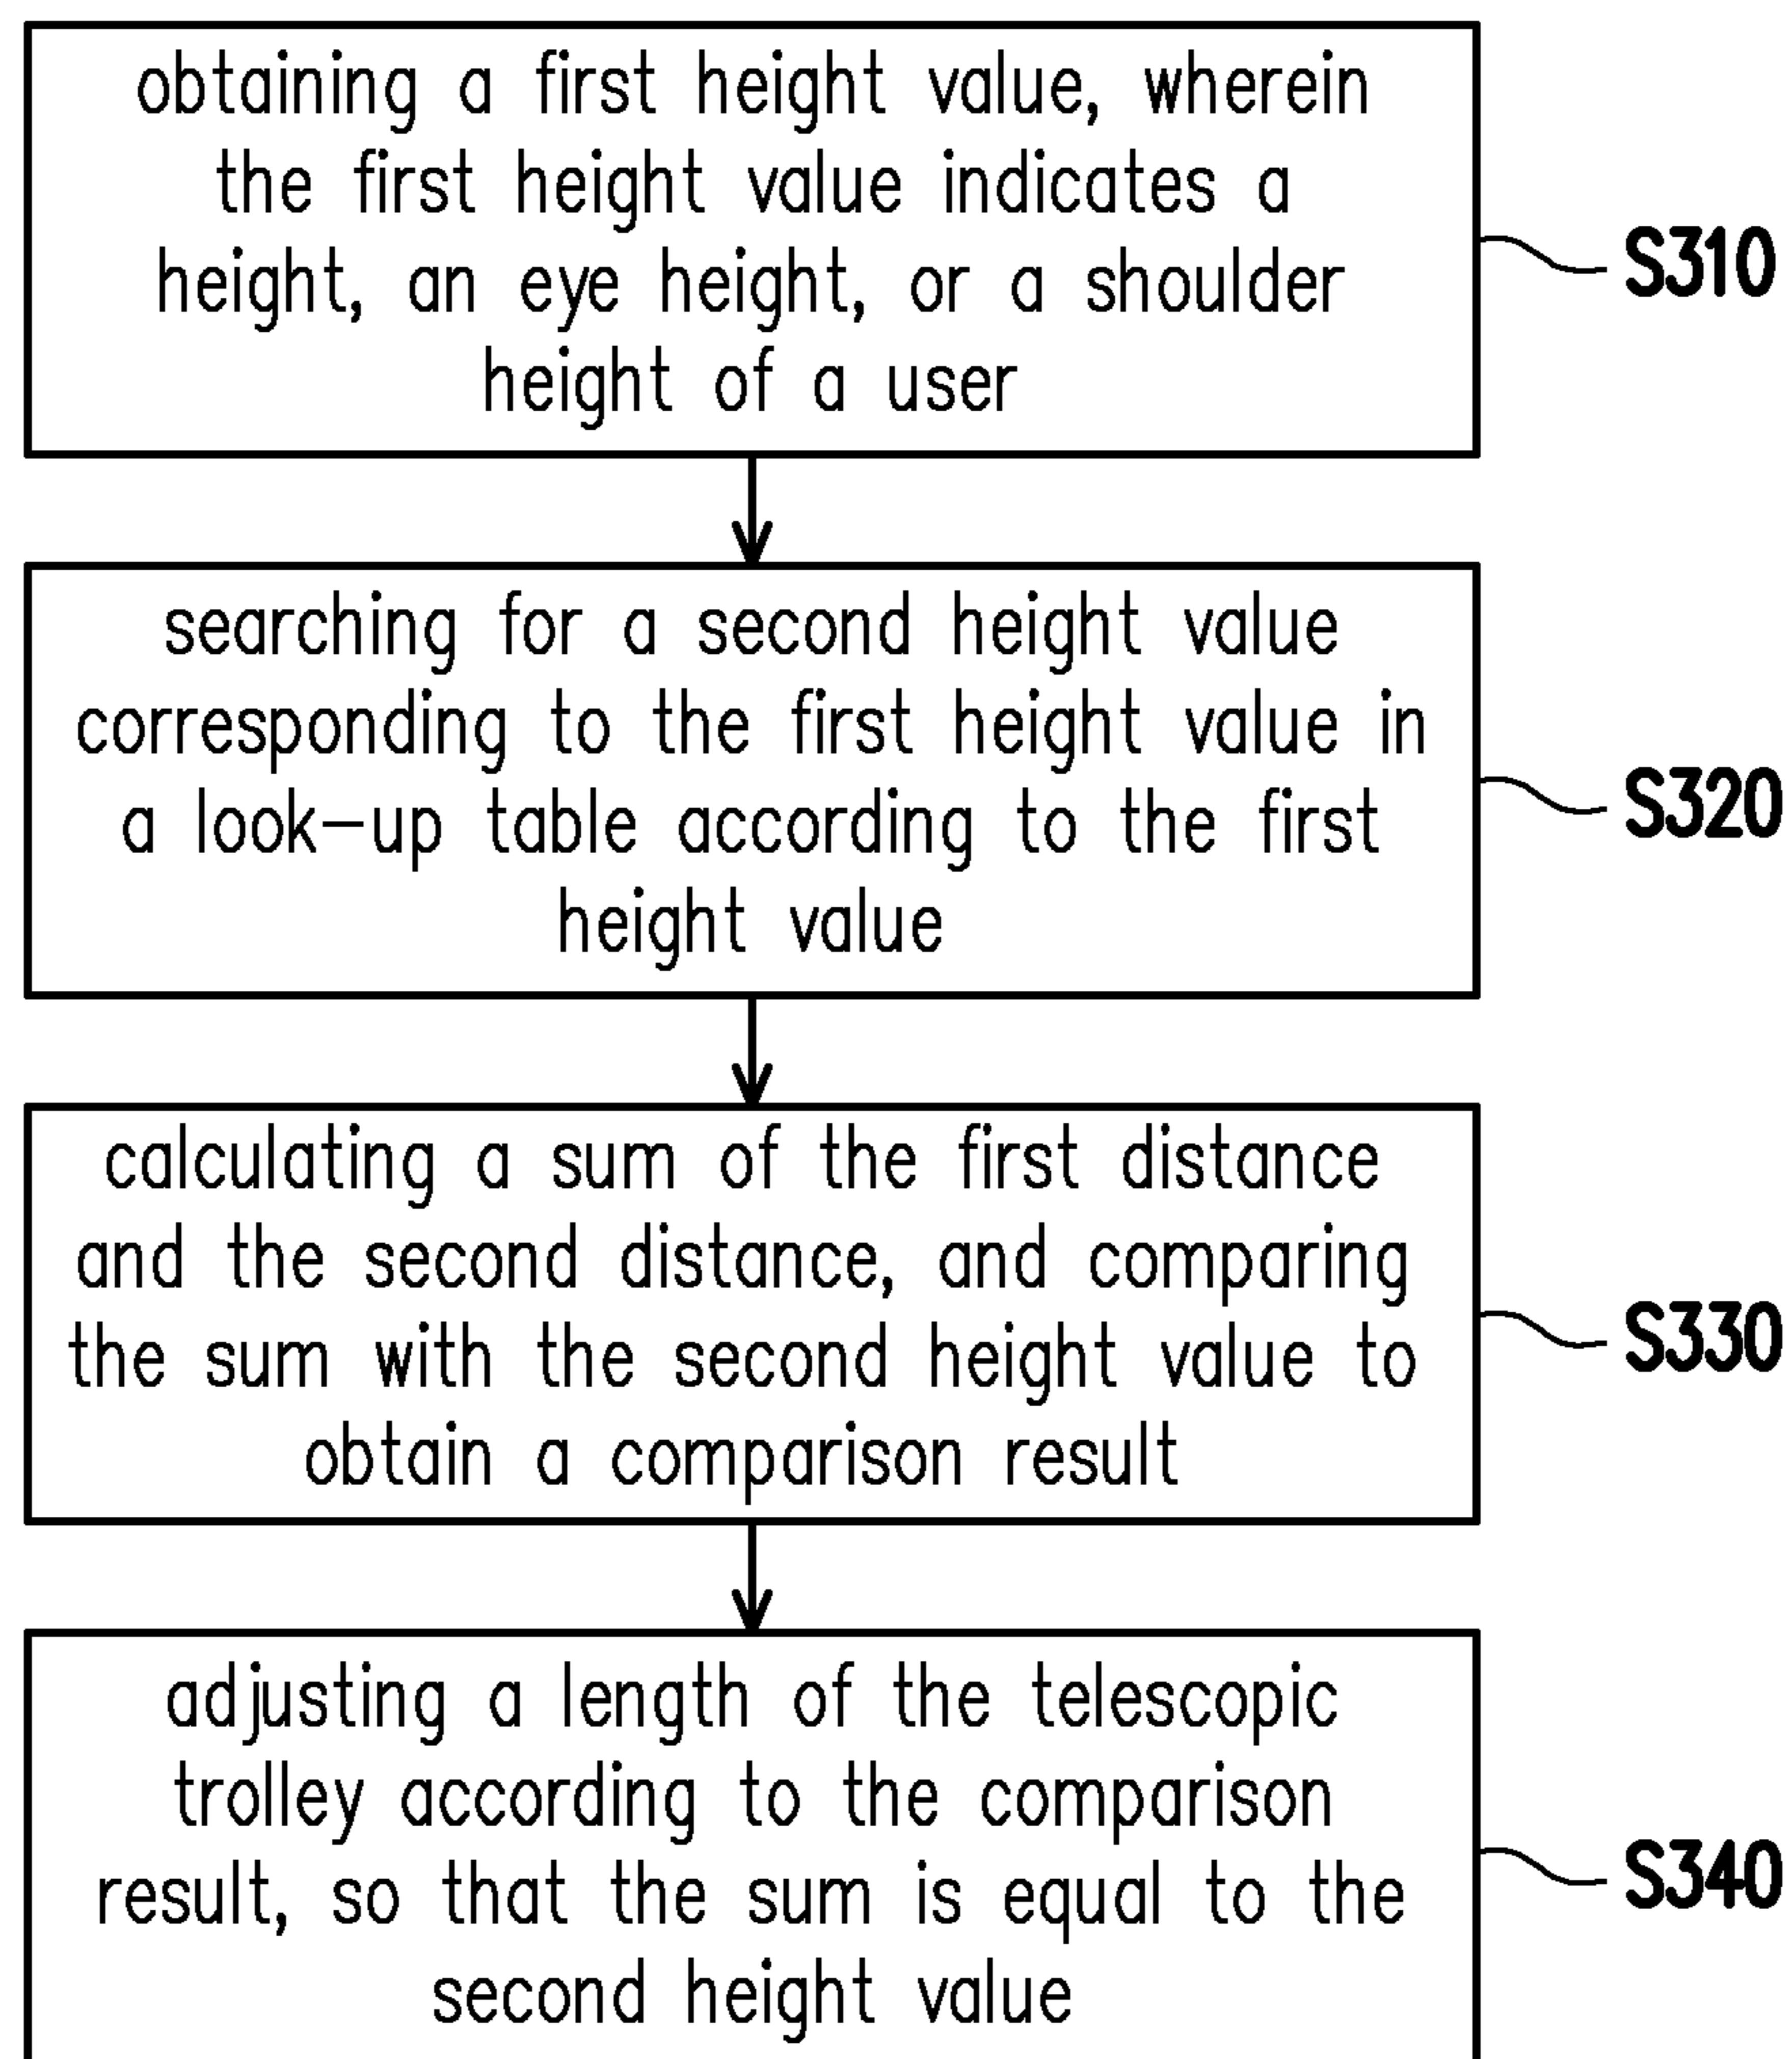 obtaining a first height value, wherein
the first height value indicates a
height, an eye height, or a shoulder
height of a user
S310
searching for a second height value
corresponding to the first height value in
a look-up table according to the first
height value
S320
calculating a sum of the first distance
and the second distance, and comparing
the sum with the second height value to
obtain a comparison result
S330
adjusting a length of the telescopic
trolley according to the comparison
result, so that the sum is equal to the
second height value
S340